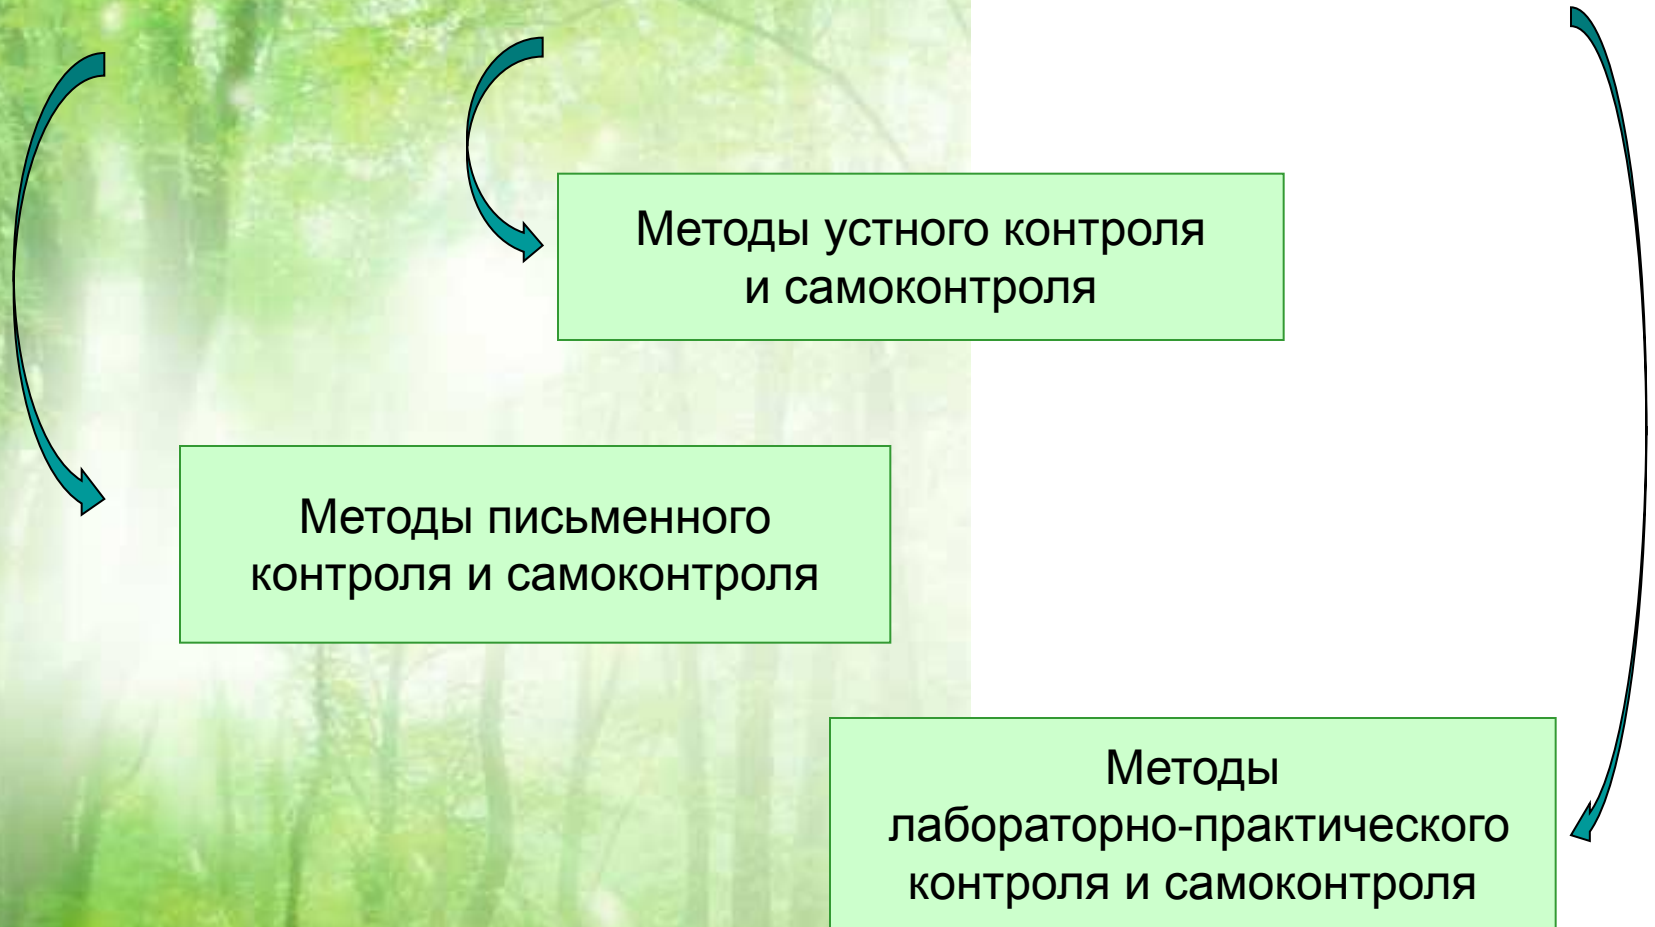 Методы устного контроля
и самоконтроля
Методы письменного
контроля и самоконтроля
Методы
лабораторно-практического
контроля и самоконтроля